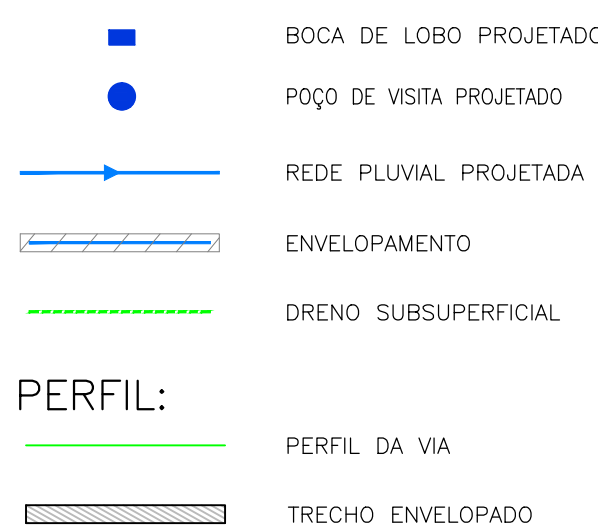 BOCA DE LOBO PROJETADO
POÇO DE VISITA PROJETADO
REDE PLUVIAL PROJETADA
ENVELOPAMENTO
DRENO SUBSUPERFICIAL
PERFIL:
PERFIL DA VIA
TRECHO ENVELOPADO